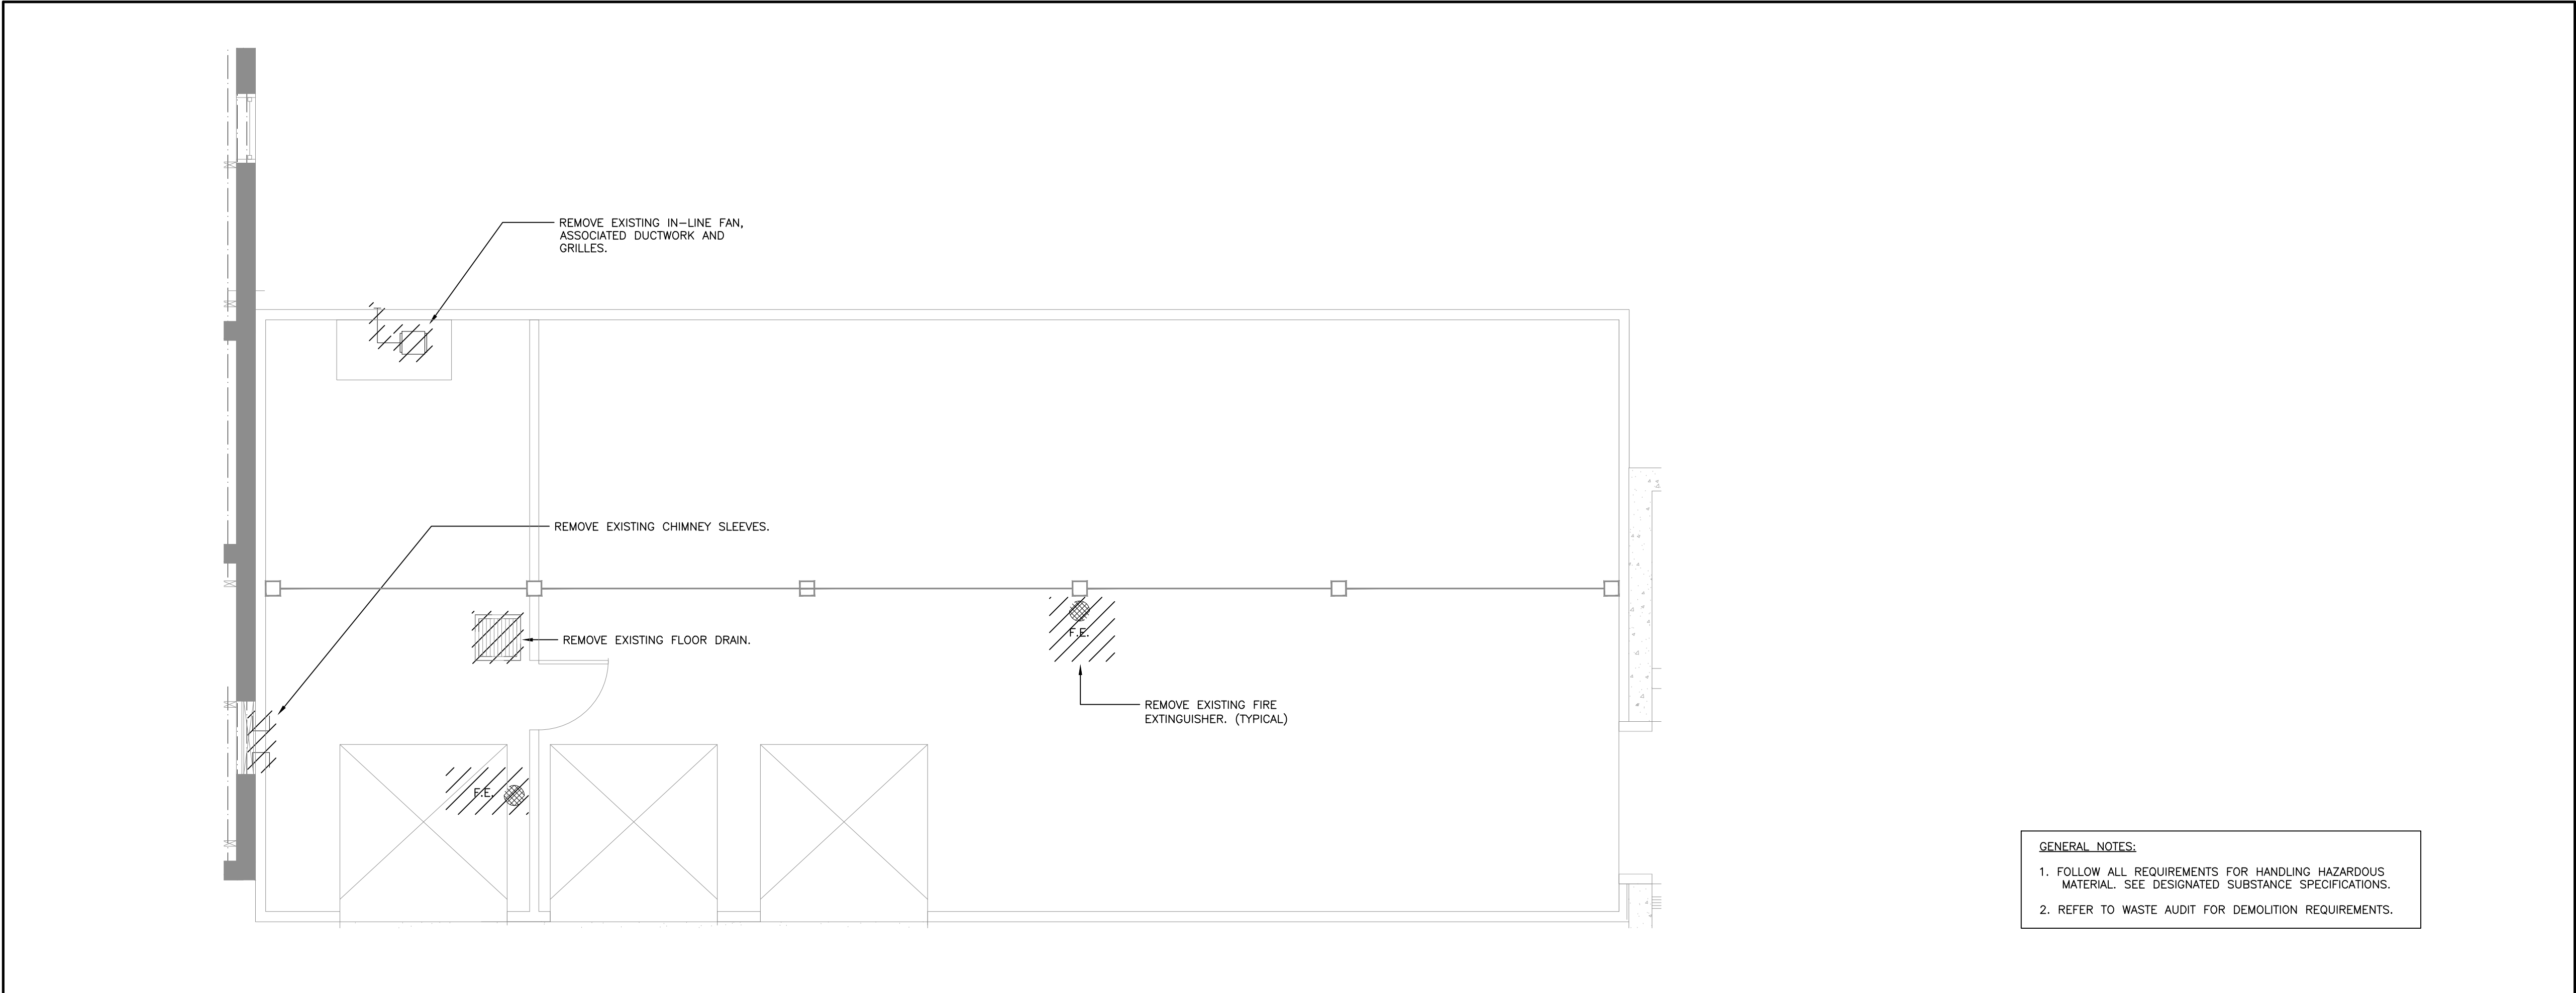 REMOVE EXISTING IN-LINE FAN,
ASSOCIATED DUCTWORK AND
GRILLES.
REMOVE EXISTING CHIMNEY SLEEVES.
REMOVE EXISTING FLOOR DRAIN.
F.E.
REMOVE EXISTING FIRE
EXTINGUISHER. (TYPICAL)
F.E.
GENERAL NOTES:
1. FOLLOW ALL REQUIREMENTS FOR HANDLING HAZARDOUS
MATERIAL. SEE DESIGNATED SUBSTANCE SPECIFICATIONS.
2. REFER TO WASTE AUDIT FOR DEMOLITION REQUIREMENTS.